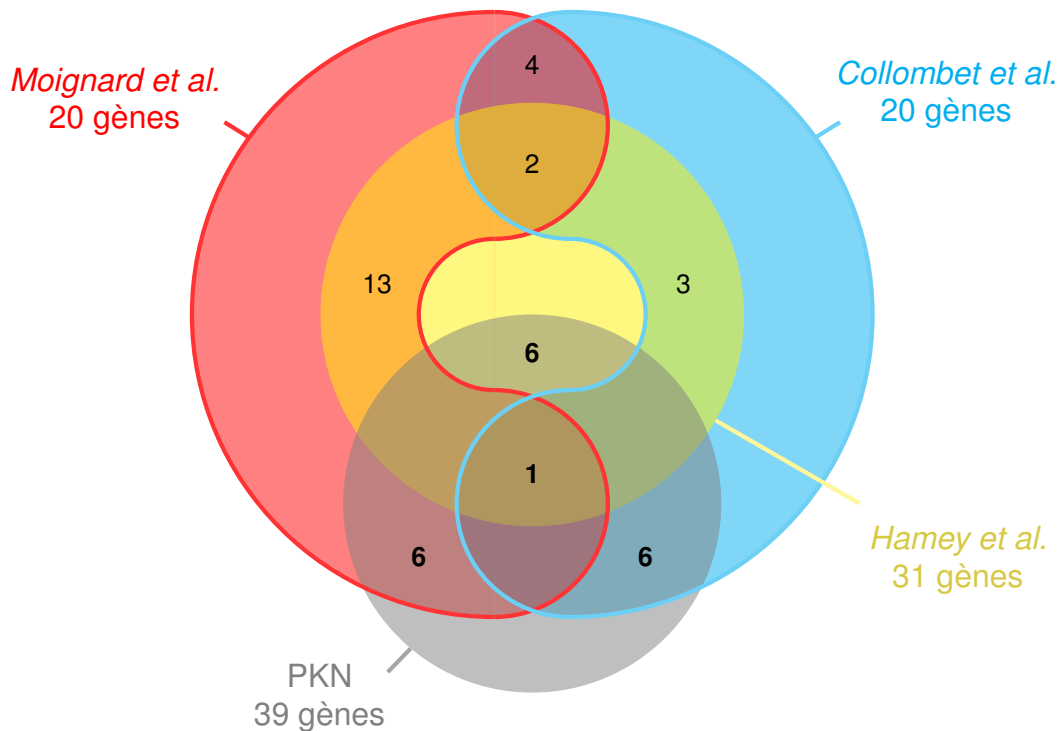 4
Moignard et al.
20 gènes
Collombet et al.
20 gènes
2
13
3
6
1
6
6
Hamey et al.
31 gènes
PKN
39 gènes